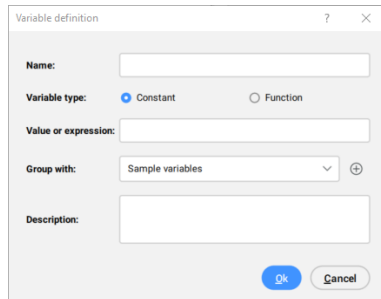 Variable definition ?
Name:
Variable type: Constant Function
Value or expression:
Group with: Sample variables
Description:
Ok Cancel